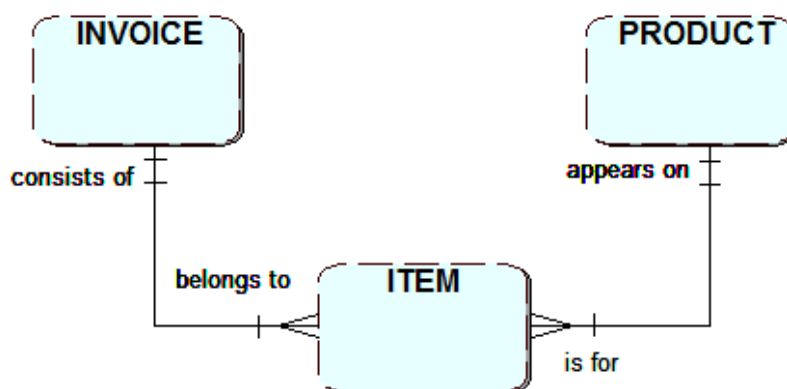 INVOICE
PRODUCT
consists of
appears on
belongs to
ITEM
is for